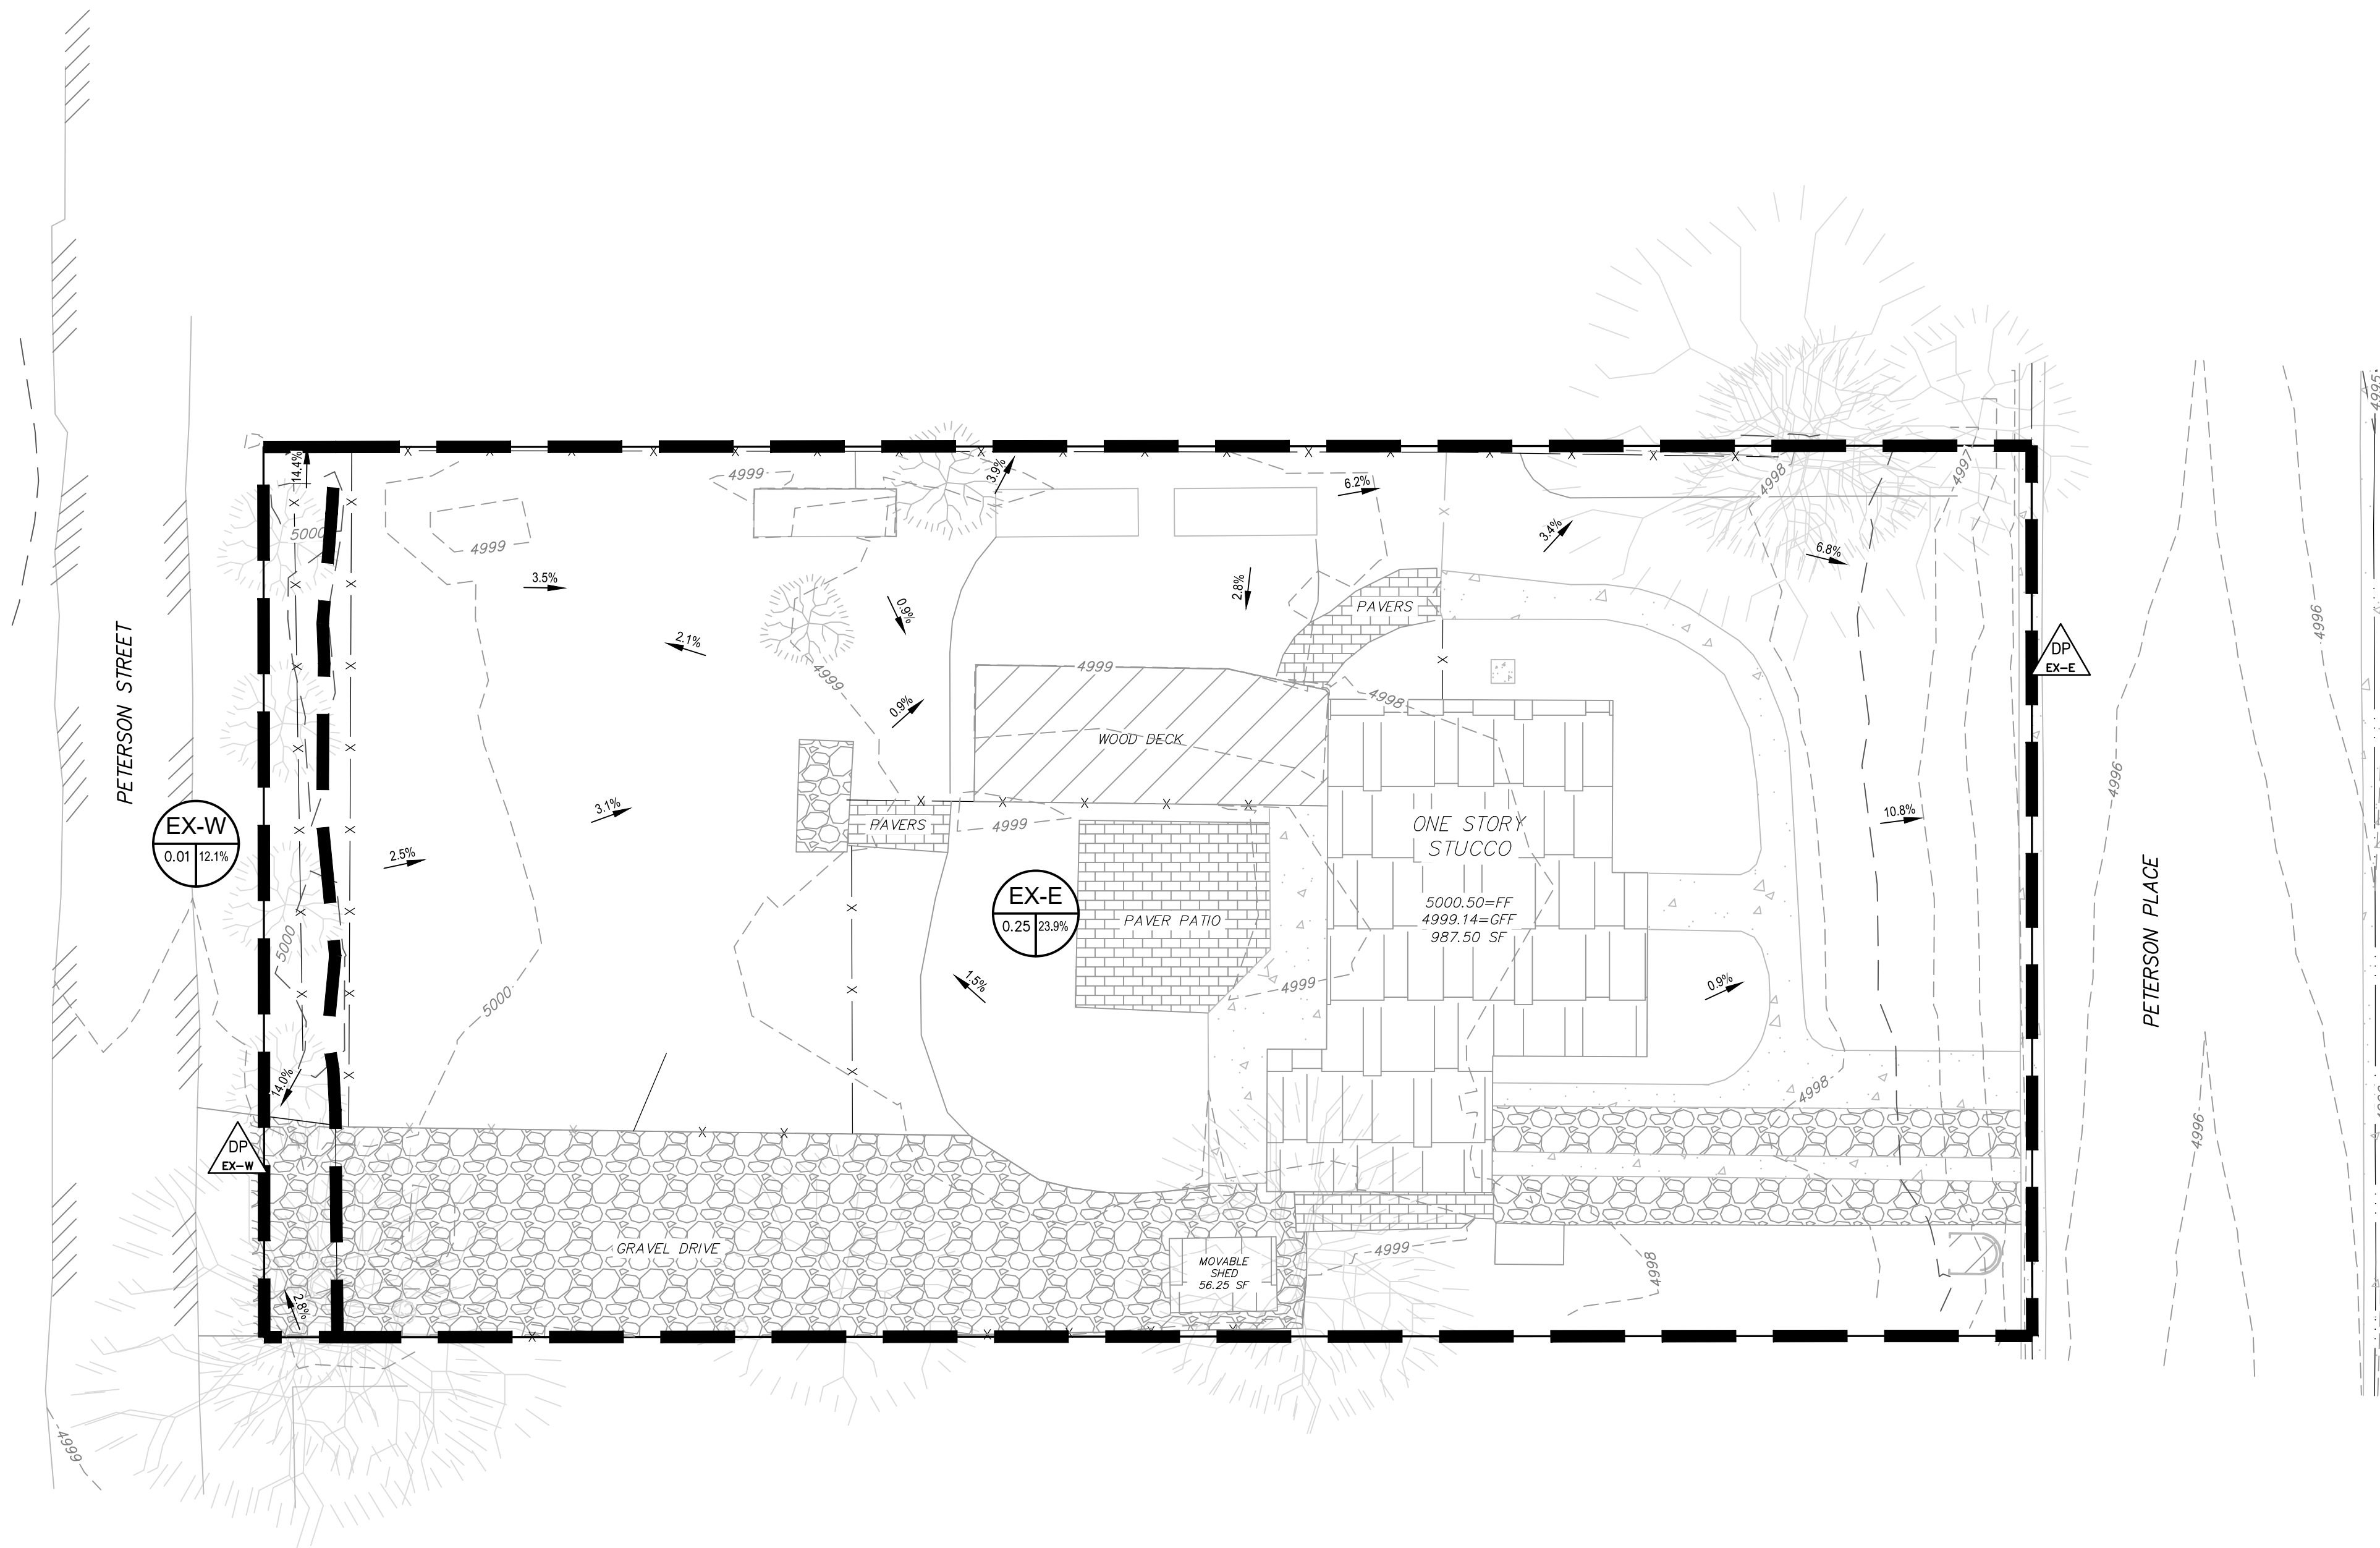 4995
4997
4998
14.4%
3.9%
4999
6.2%
5000
4999
3.4%
6.8%
3.5%
2.8%
0.9%
PAVERS
4996
DP
EX-E
2.1%
4999
4999
4998
PETERSON STREET
0.9%
WOOD DECK
4996
3.1%
10.8%
EX-W
0.01
12.1%
PAVERS
4999
ONE STORY
STUCCO
2.5%
EX-E
0.25
23.9%
PAVER PATIO
5000.50=FF
4999.14=GFF
987.50 SF
PETERSON PLACE
5000
5000
1.5%
4999
0.9%
14.0%
4998
4996
DP
EX-W
GRAVEL DRIVE
4999
MOVABLE
SHED
56.25 SF
4998
2.8%
4999